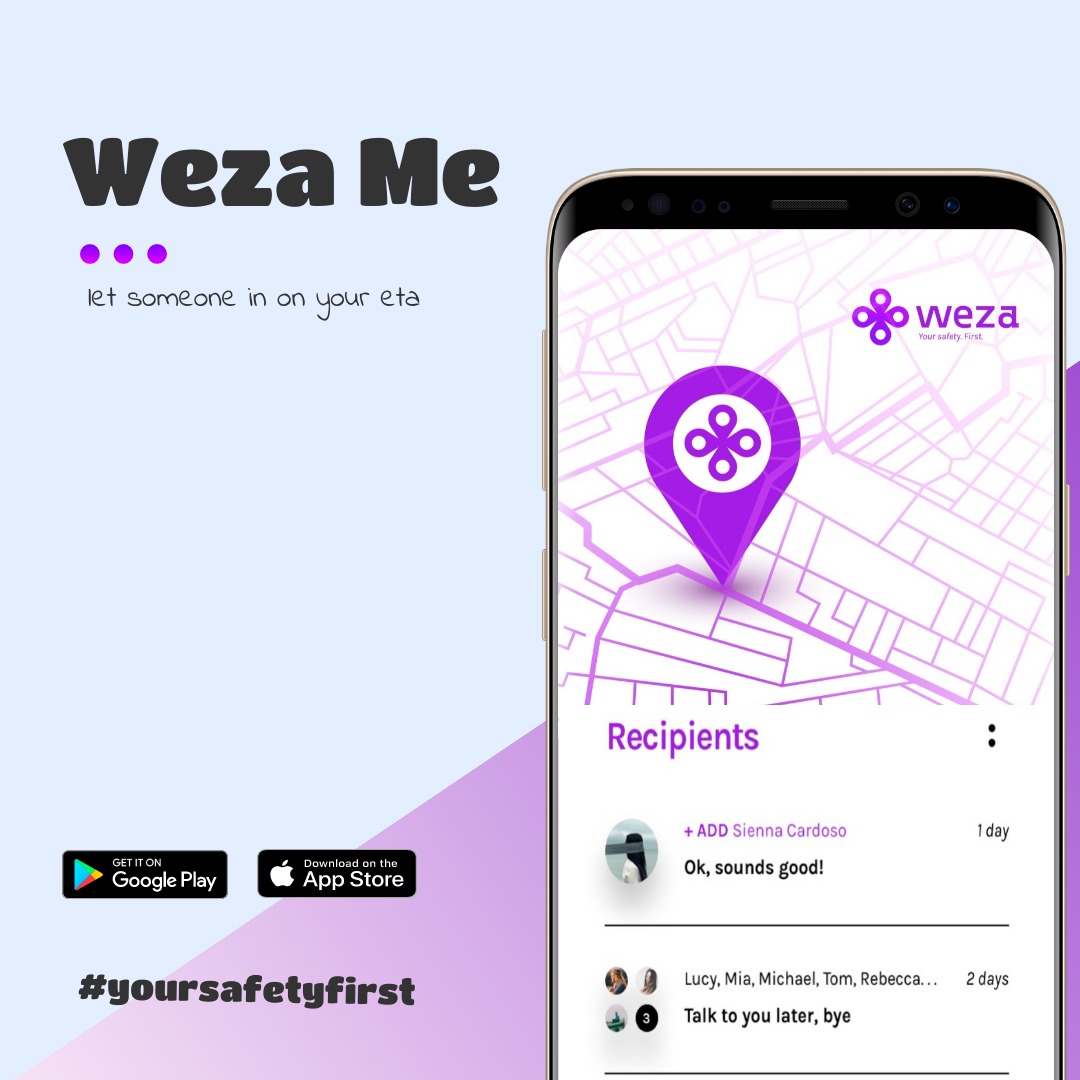 Weza Me
let someone in on your eta
weza
Your safety. First.
Recipients
+ ADD Sienna Cardoso
1 day
Ok, sounds good!
Lucy, Mia, Michael, Tom, Rebecca...
2 days
3
Talk to you later, bye
GET IT ON
Google Play
Download on the
App Store
#yoursafetyfirst